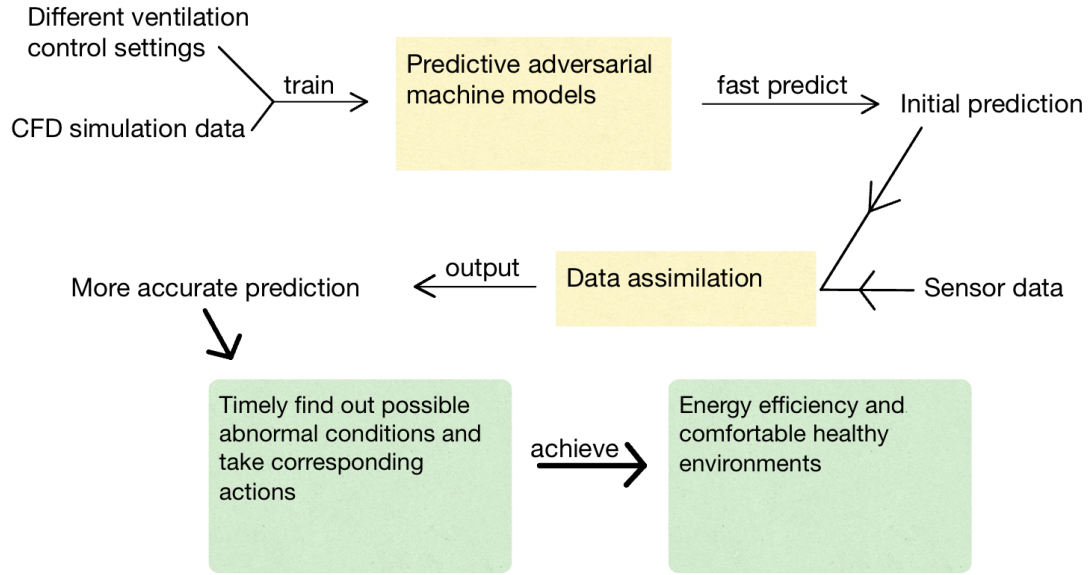 Different ventilation
control settings
CFD simulation data
train
Predictive adversarial
machine models
fast predict
Initial prediction
More accurate prediction
output
Data assimilation
Sensor data
Timely find out possible
abnormal conditions and
take corresponding
actions
achieve
Energy efficiency and
comfortable healthy
environments